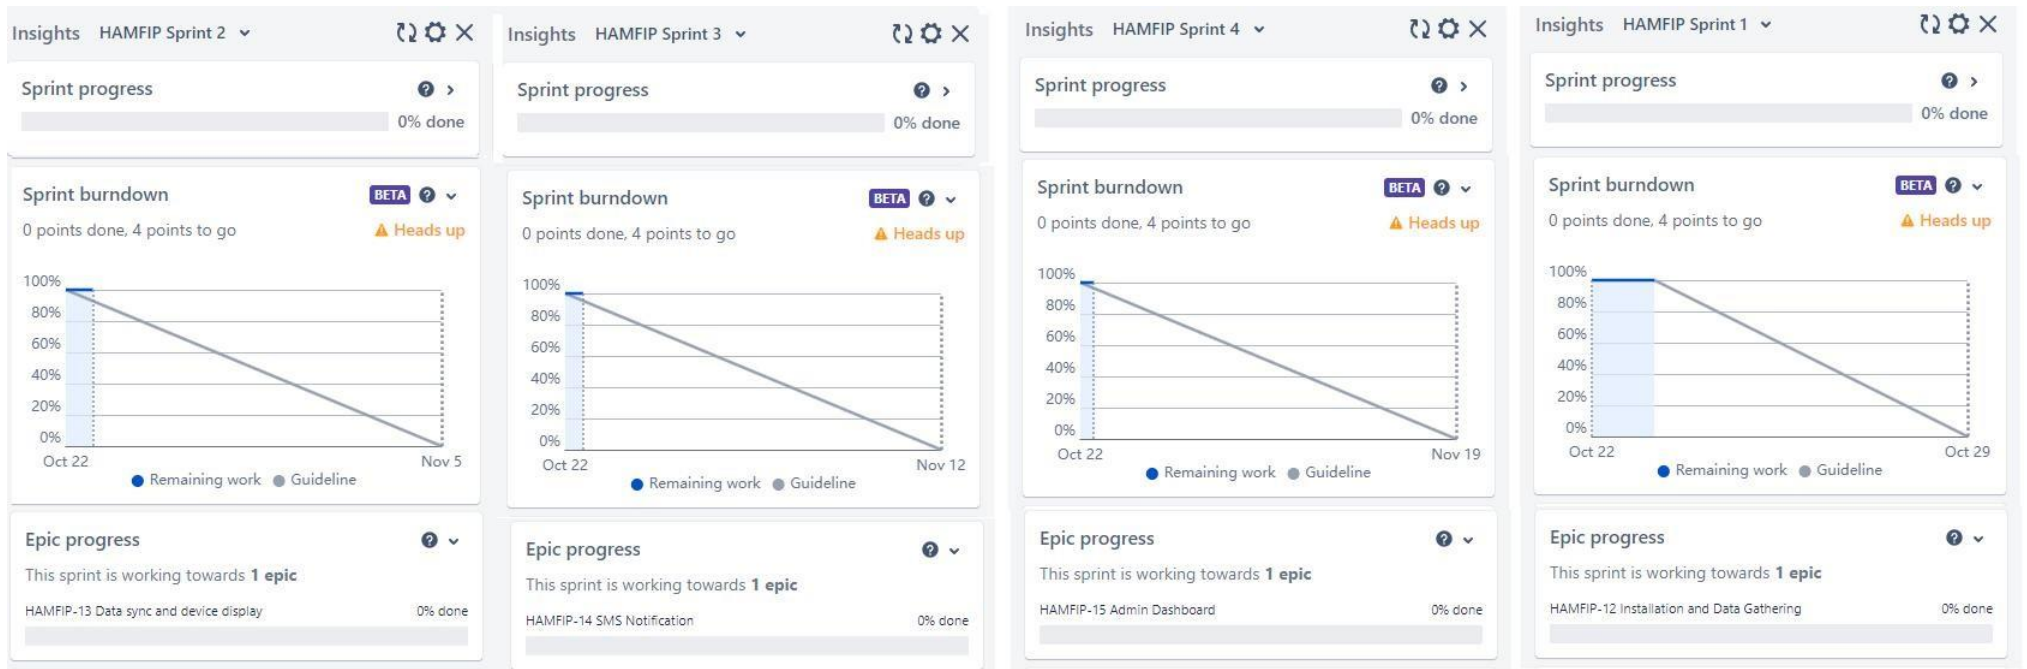 Insights HAMFIP Sprint 2
Sprint progress
0% done
Sprint burndown BETA
0 points done, 4 points to go Heads up
100%
80%
60%
40%
20%
0%
Oct 22 Nov 5
Remaining work Guideline
Epic progress
This sprint is working towards 1 epic
HAMFIP-13 Data sync and device display 0% done
Insights HAMFIP Sprint 3
Sprint progress
0% done
Sprint burndown BETA
0 points done, 4 points to go Heads up
100%
80%
60%
40%
20%
0%
Oct 22 Nov 12
Remaining work Guideline
Epic progress
This sprint is working towards 1 epic
HAMFIP-14 SMS Notification 0% done
Insights HAMFIP Sprint 4
Sprint progress
0% done
Sprint burndown BETA
0 points done, 4 points to go Heads up
100%
80%
60%
40%
20%
0%
Oct 22 Nov 19
Remaining work Guideline
Epic progress
This sprint is working towards 1 epic
HAMFIP-15 Admin Dashboard 0% done
Insights HAMFIP Sprint 1
Sprint progress
0% done
Sprint burndown BETA
0 points done, 4 points to go Heads up
100%
80%
60%
40%
20%
0%
Oct 22 Oct 29
Remaining work Guideline
Epic progress
This sprint is working towards 1 epic
HAMFIP-12 Installation and Data Gathering 0% done